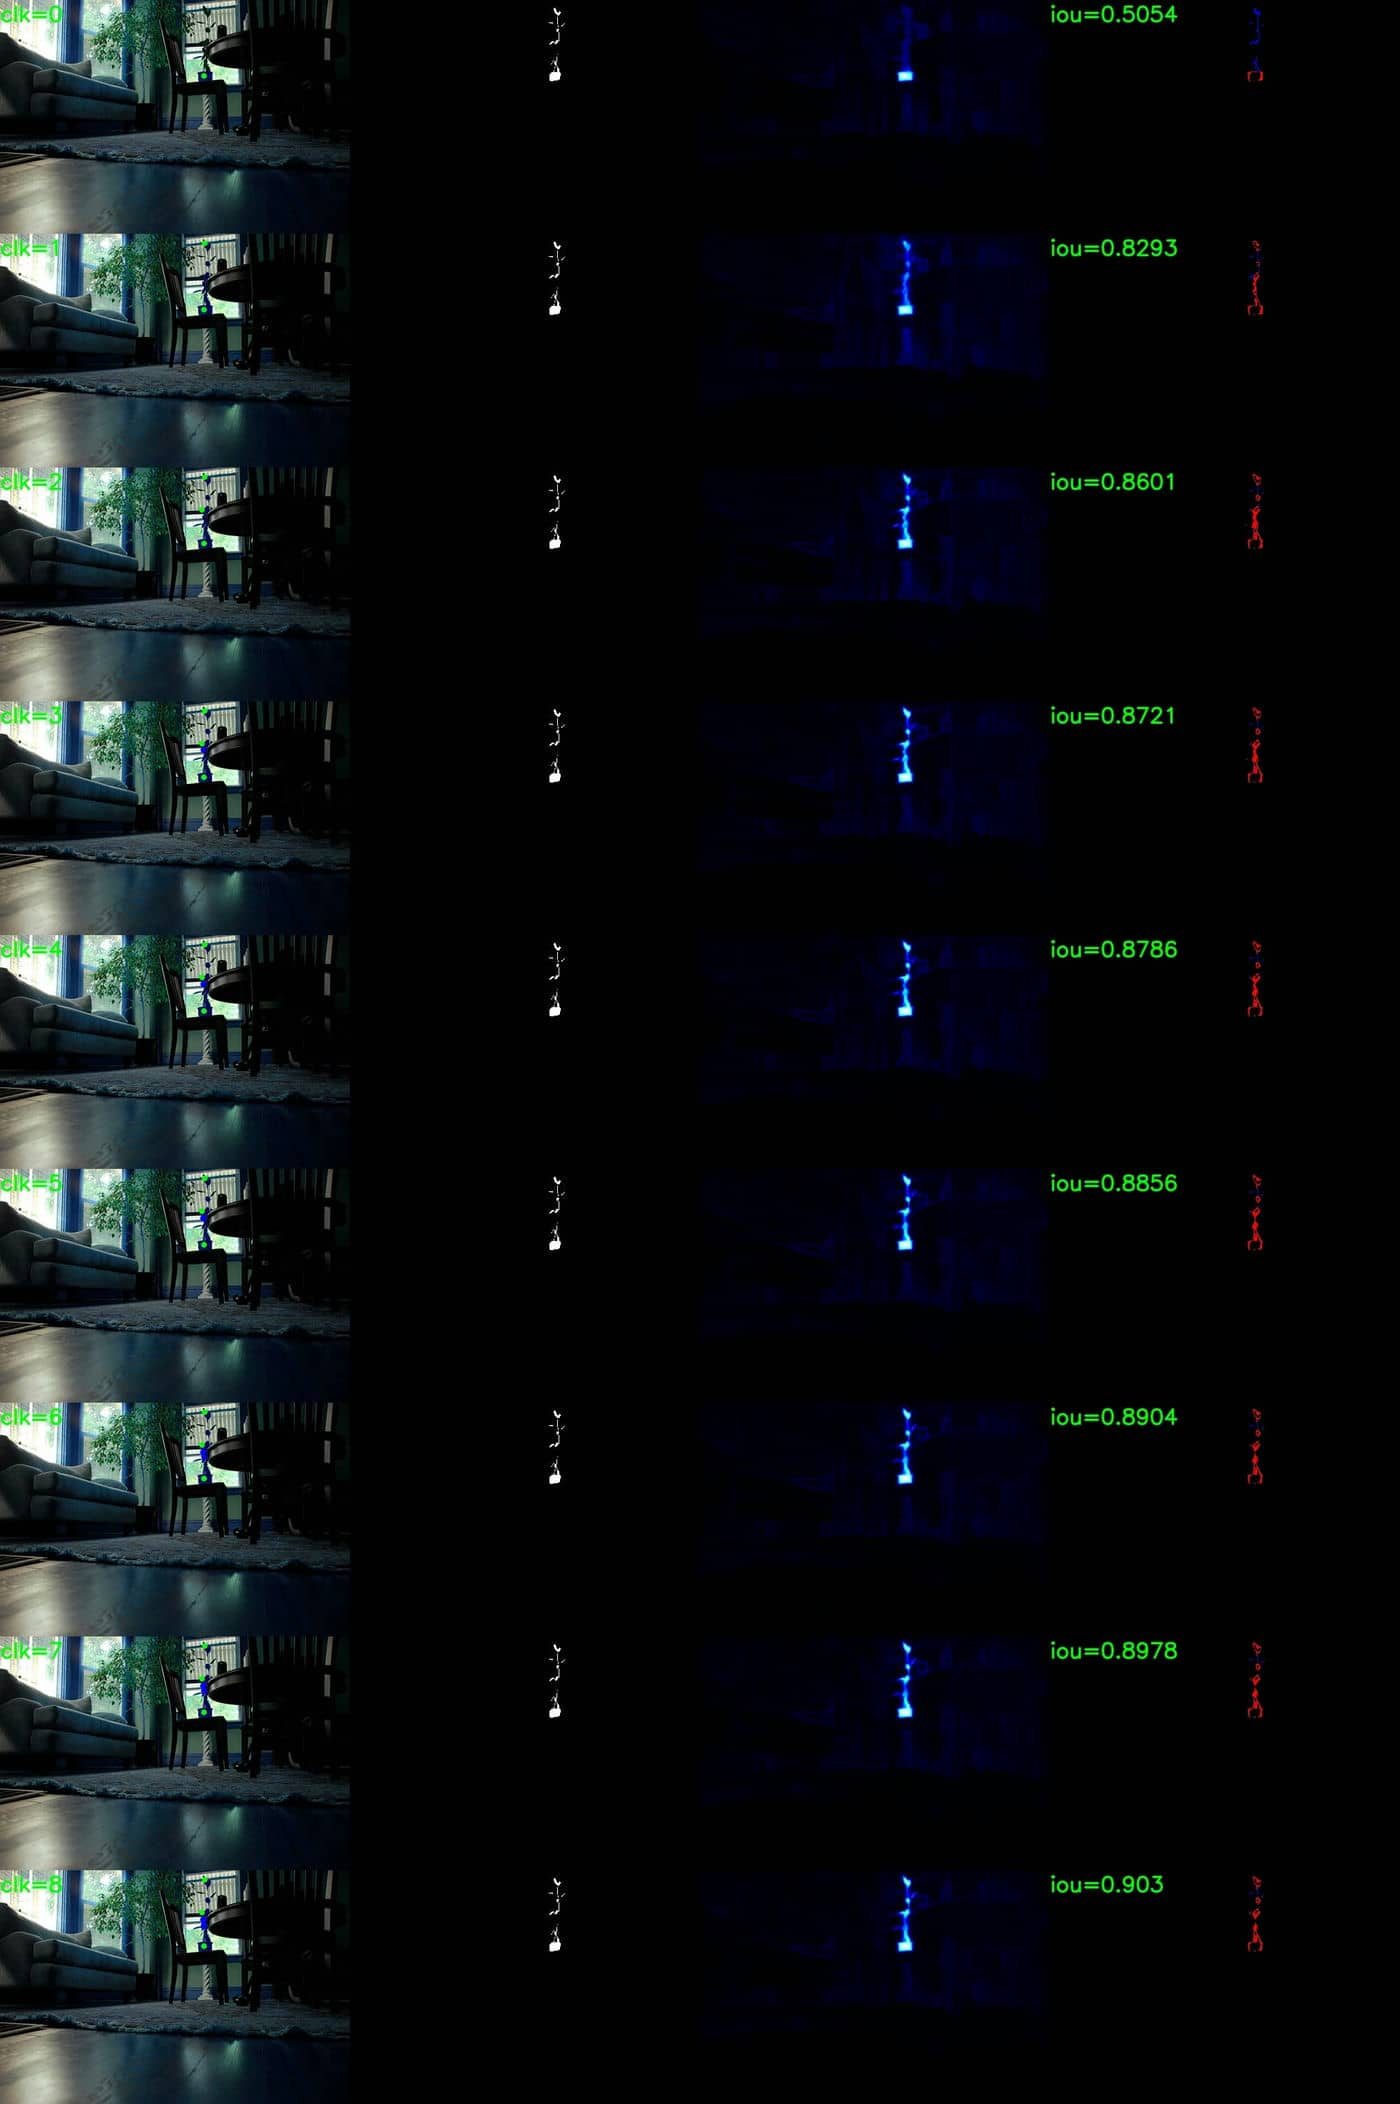 clk=0 iou=0.5054
clk=1 iou=0.8293
clk=2 iou=0.8601
clk=3 iou=0.8721
clk=4 iou=0.8786
clk=5 iou=0.8856
clk=6 iou=0.8904
clk=7 iou=0.8978
clk=8 iou=0.903